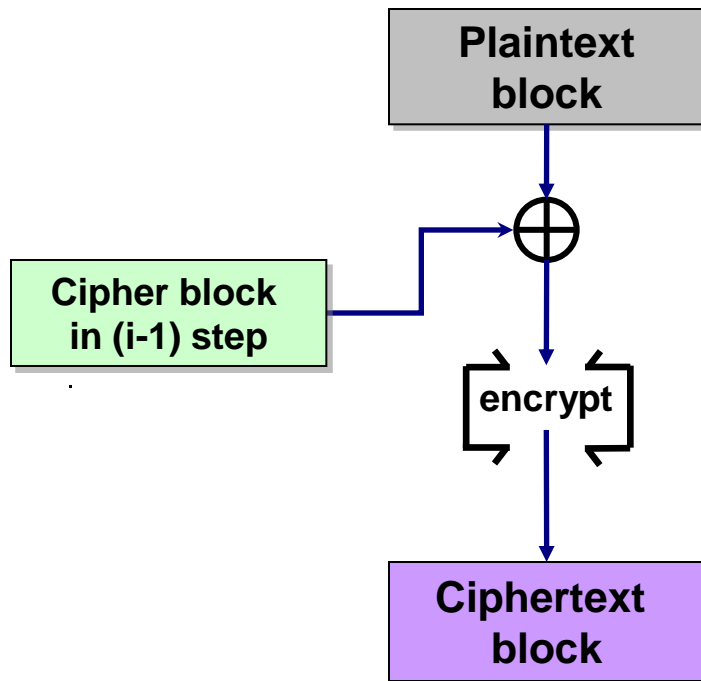 Plaintext
block
Cipher block
in (i-1) step
encrypt
Ciphertext
block